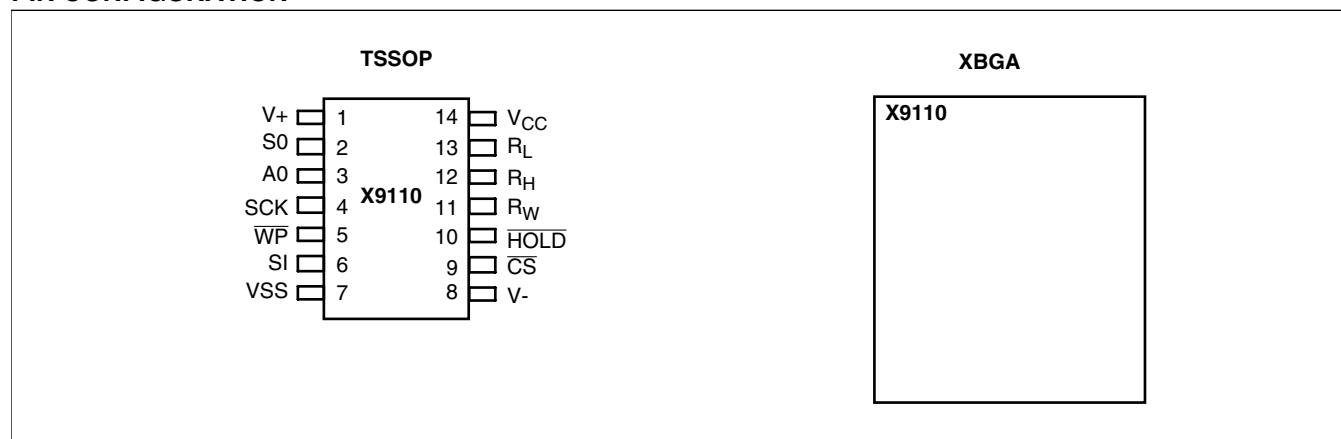 TSSOP
V+ 1 14 VCC
S0 2 13 RL
A0 3 12 RH
X9110
SCK 4 11 RW
WP 5 10 HOLD
SI 6 9 CS
VSS 7 8 V-
XBGA
X9110